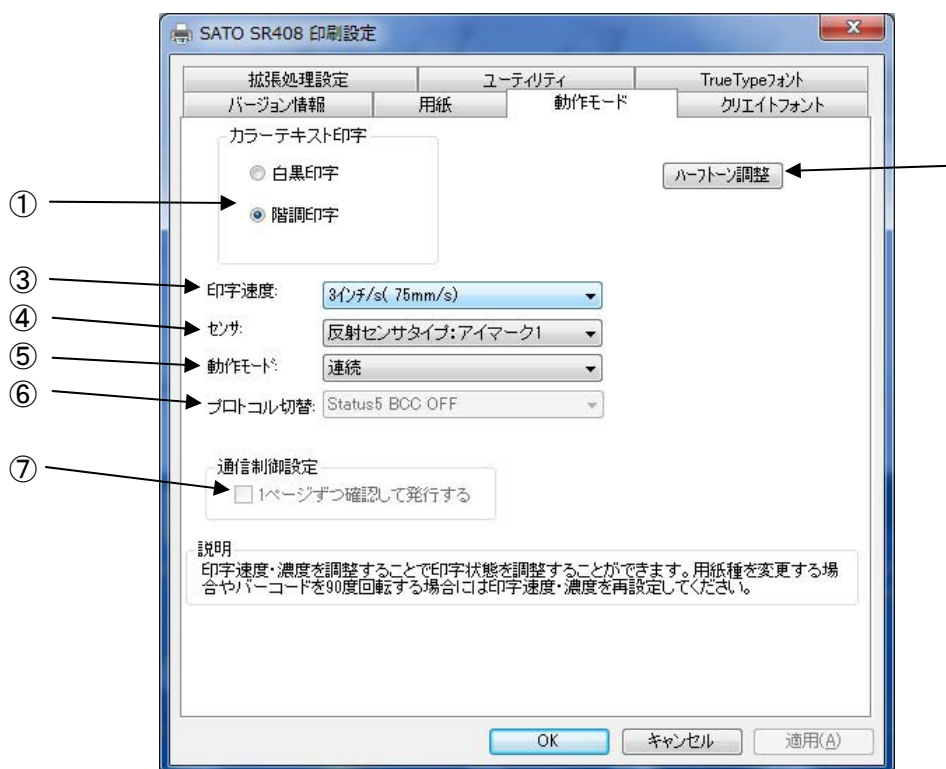 SATO SR408 印刷設定
拡張処理設定 ユーティリティ TrueTypeフォント
バージョン情報 用紙 動作モード クリエイトフォント
カラーテキスト印字
白黒印字
ハーフトーン調整
①
階調印字
③ 印字速度: 3インチ/s( 75mm/s)
④ センサ: 反射センサタイプ:アイマーク1
⑤ 動作モード: 連続
⑥ プロトコル切替: Status5 BCC OFF
通信制御設定
⑦ 1ページずつ確認して発行する
説明
印字速度・濃度を調整することで印字状態を調整することができます。用紙種を変更する場
合やバーコードを90度回転する場合には印字速度・濃度を再設定してください。
OK キャンセル 適用(A)